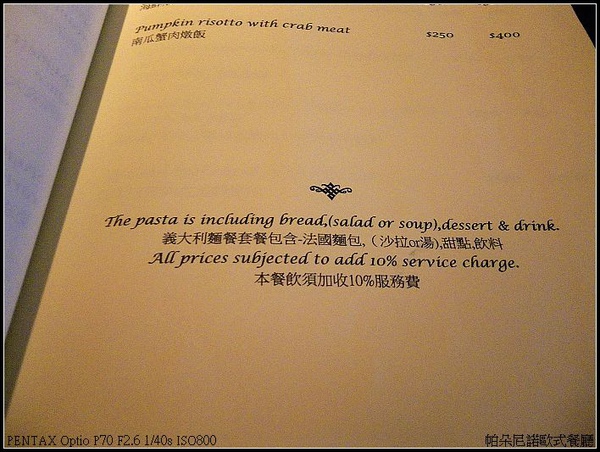 Pumpkin risotto with crab meat $250 $400
南瓜蟹肉燉飯
The pasta is including bread,(salad or soup),dessert & drink.
義大利麵餐套餐包含-法國麵包,（沙拉or湯),甜點,飲料
All prices subjected to add 10% service charge.
本餐飲須加收10%服務費
PENTAX Optio P70 F2.6 1/40s ISO800
帕朵尼諾歐式餐廳